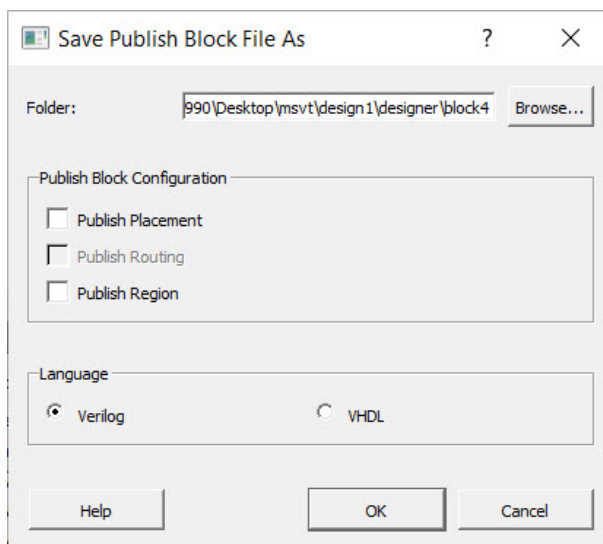 Save Publish Block File As
?
Folder: 990\Desktop\msvt\design1\designer\block4 Browse...
Publish Block Configuration
Publish Placement
Publish Routing
Publish Region
Language
Verilog VHDL
Help OK Cancel